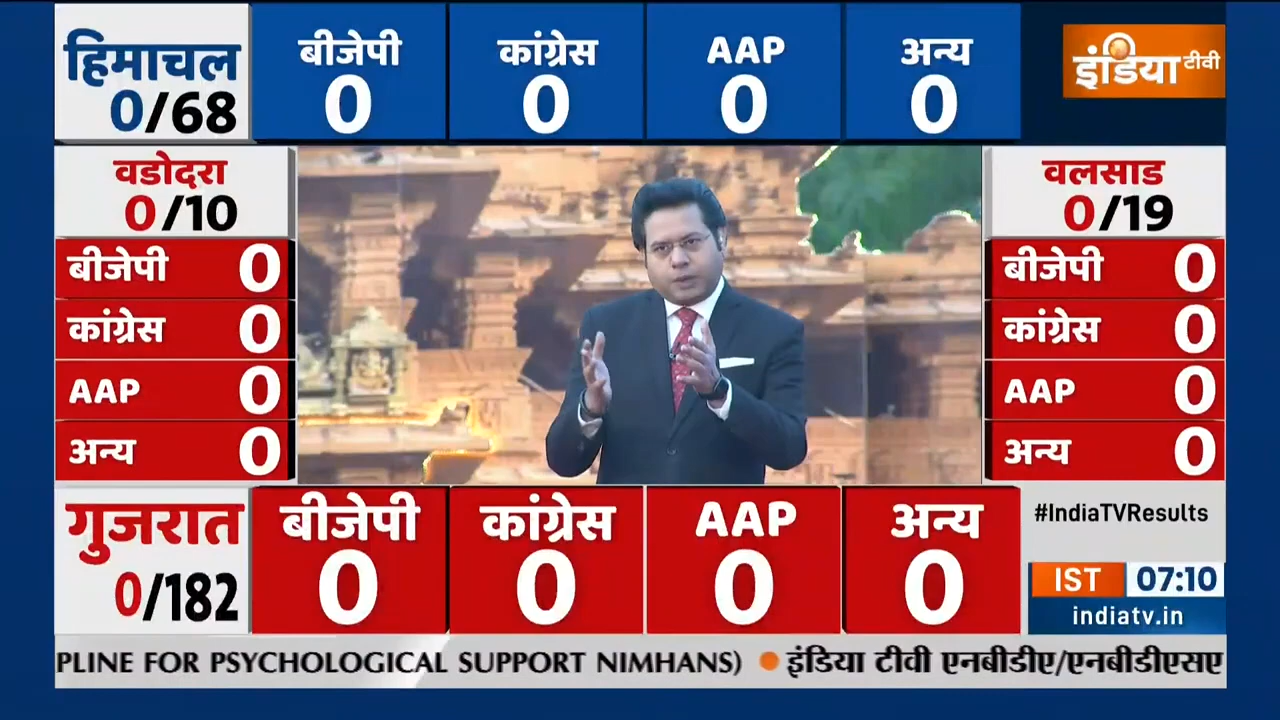 हिमाचल
0/68
बीजेपी
0
कांग्रेस
0
AAP
0
अन्य
0
इंडिया टीवी
वडोदरा
0/10
बीजेपी 0
कांग्रेस 0
AAP 0
अन्य 0
वलसाड
0/19
बीजेपी 0
कांग्रेस 0
AAP 0
अन्य 0
गुजरात
0/182
बीजेपी
0
कांग्रेस
0
AAP
0
अन्य
0
#IndiaTVResults
IST 07:10
indiatv.in
PLINE FOR PSYCHOLOGICAL SUPPORT NIMHANS) इंडिया टीवी एनबीडीए/एनबीडीएसए